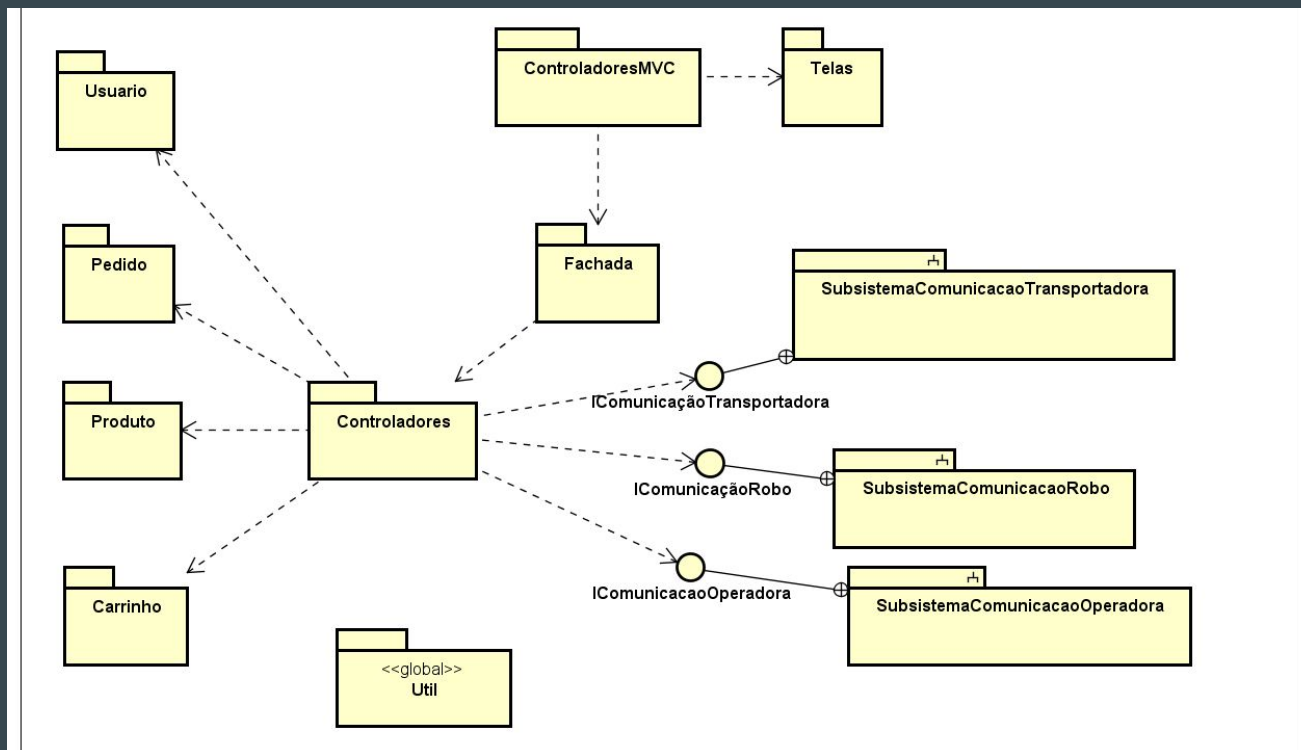 ControladoresMVC
Telas
Usuario
Pedido
Fachada
SubsistemaComunicacaoTransportadora
Produto
Controladores
IComunicaçãoTransportadora
IComunicaçãoRobo
SubsistemaComunicacaoRobo
Carrinho
IComunicacaoOperadora
SubsistemaComunicacaoOperadora
<<global>>
Util